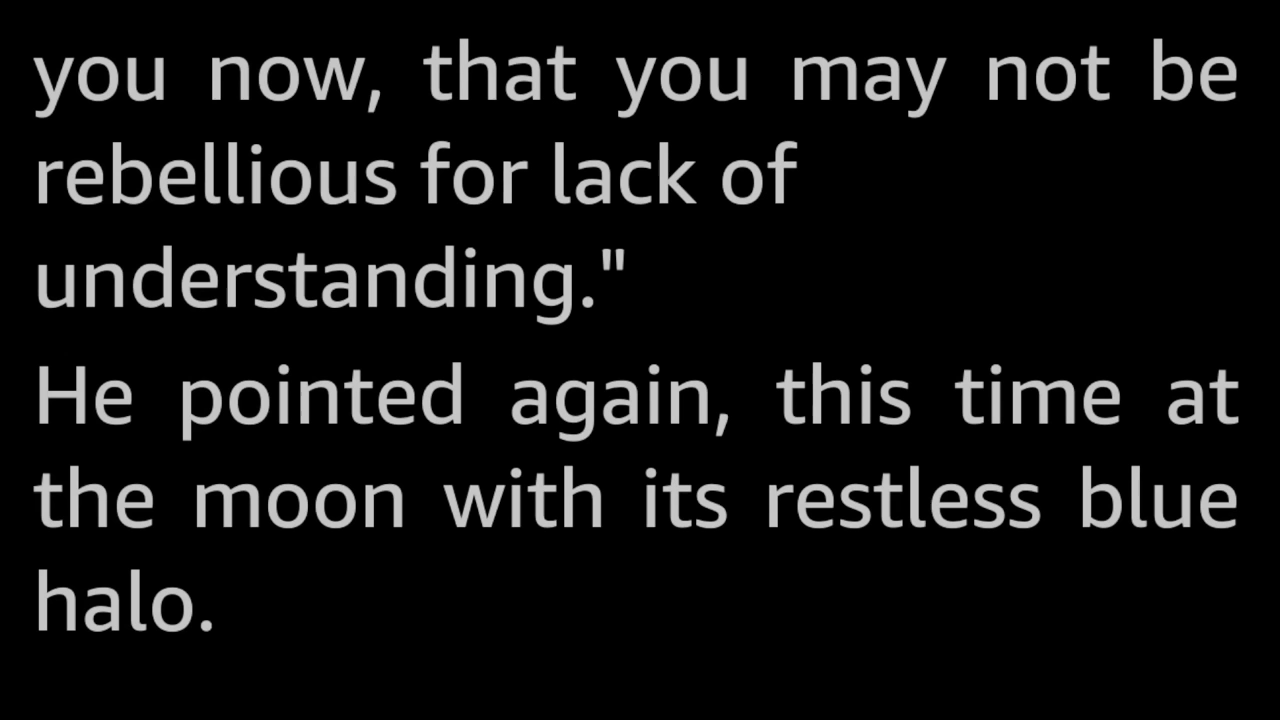 you now, that you may not be
rebellious for lack of
understanding."
He pointed again, this time at
the moon with its restless blue
halo.